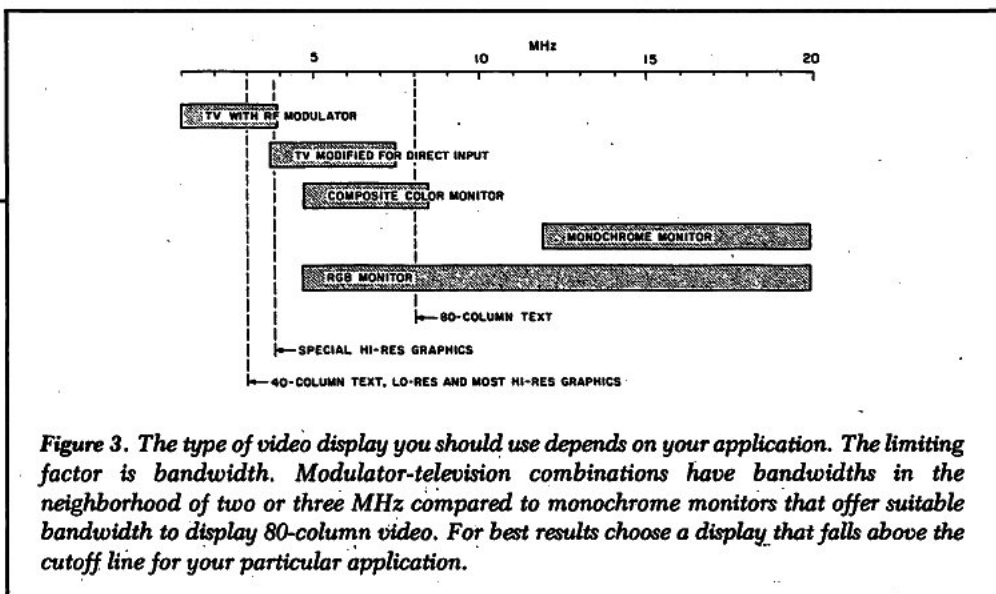 MHz
5 10 15 20
TV WITH RF MODULATOR
TV MODIFIED FOR DIRECT INPUT
COMPOSITE COLOR MONITOR
MONOCHROME MONITOR
RGB MONITOR
80-COLUMN TEXT
SPECIAL HI-RES GRAPHICS
40-COLUMN TEXT, LO-RES AND MOST HI-RES GRAPHICS
Figure 3. The type of video display you should use depends on your application. The limiting
factor is bandwidth. Modulator-television combinations have bandwidths in the
neighborhood of two or three MHz compared to monochrome monitors that offer suitable
bandwidth to display 80-column video. For best results choose a display that falls above the
cutoff line for your particular application.